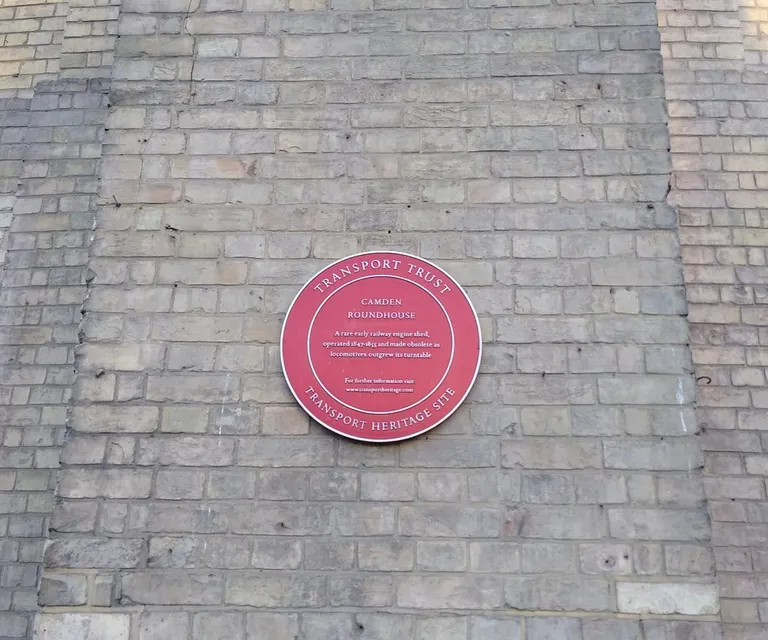 TRANSPORT TRUST
CAMDEN
ROUNDHOUSE
A rare early railway engine shed,
operated 1847-1855 and made obsolete as
locomotives outgrew its turntable
For further information visit
www.transportheritage.com
TRANSPORT HERITAGE SITE